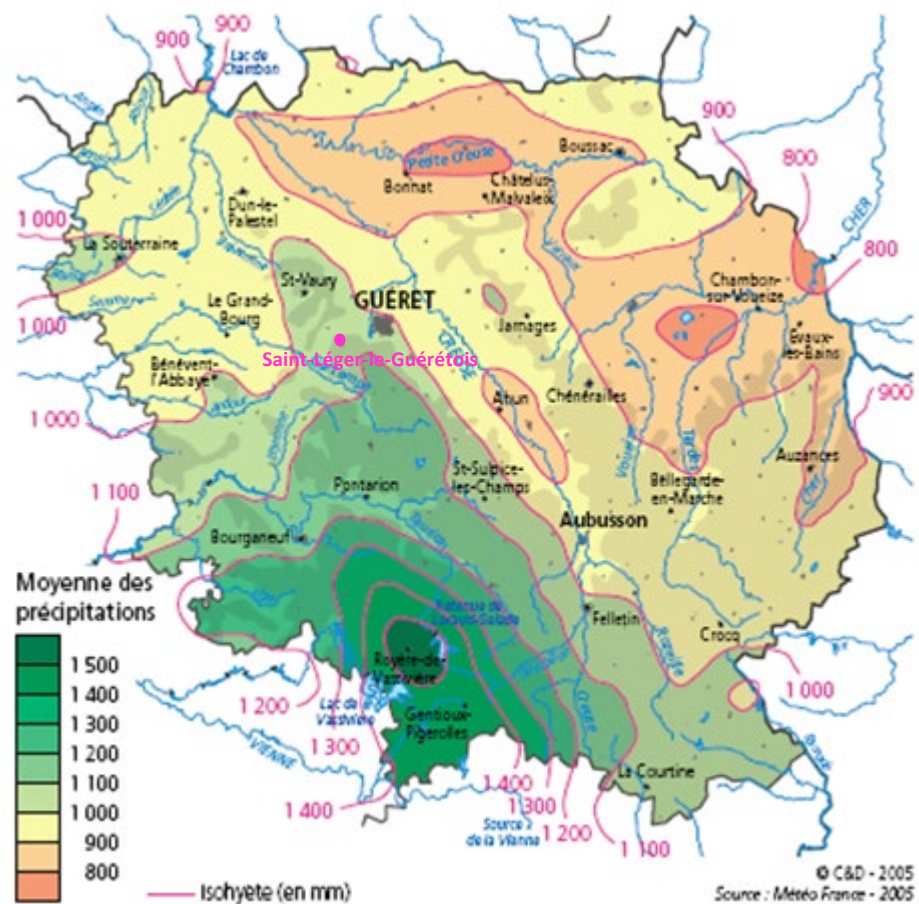 900
900
Lac de
Chambon
900
Petite Creuse
Boussac
Bonnat
Châtelus-
Malvaleix
800
Dun-le-
Palestel
CHER
1 000
La Souterraine
800
St-Vaury
Chambon-
sur-Voueize
GUÉRET
Le Grand-
Bourg
1 000
Jarnages
Évaux-
les-Bains
Saint-Léger-le-Guérétois
CREUSE
Bénévent-
l'Abbaye
Ahun
Chénérailles
900
1 000
Voueize
Tardes
Auzances
St-Sulpice-
les-Champs
Pontarion
Bellegarde-
en-Marche
Cher
1 100
Aubusson
Bourganeuf
Moyenne des
précipitations
Felletin
Crocq
Royère-de-
Vassivière
1 500
1 400
1 300
1 200
1 100
1 000
900
800
1 200
1 000
Lac de
Vassivière
Gentioux-
Pigerolles
1 300
VIENNE
La Courtine
1 400
1 400
1 300
1 200
1 100
Source
de la Vienne
Isohyète (en mm)
© C&D - 2005
Source : Météo France - 2005